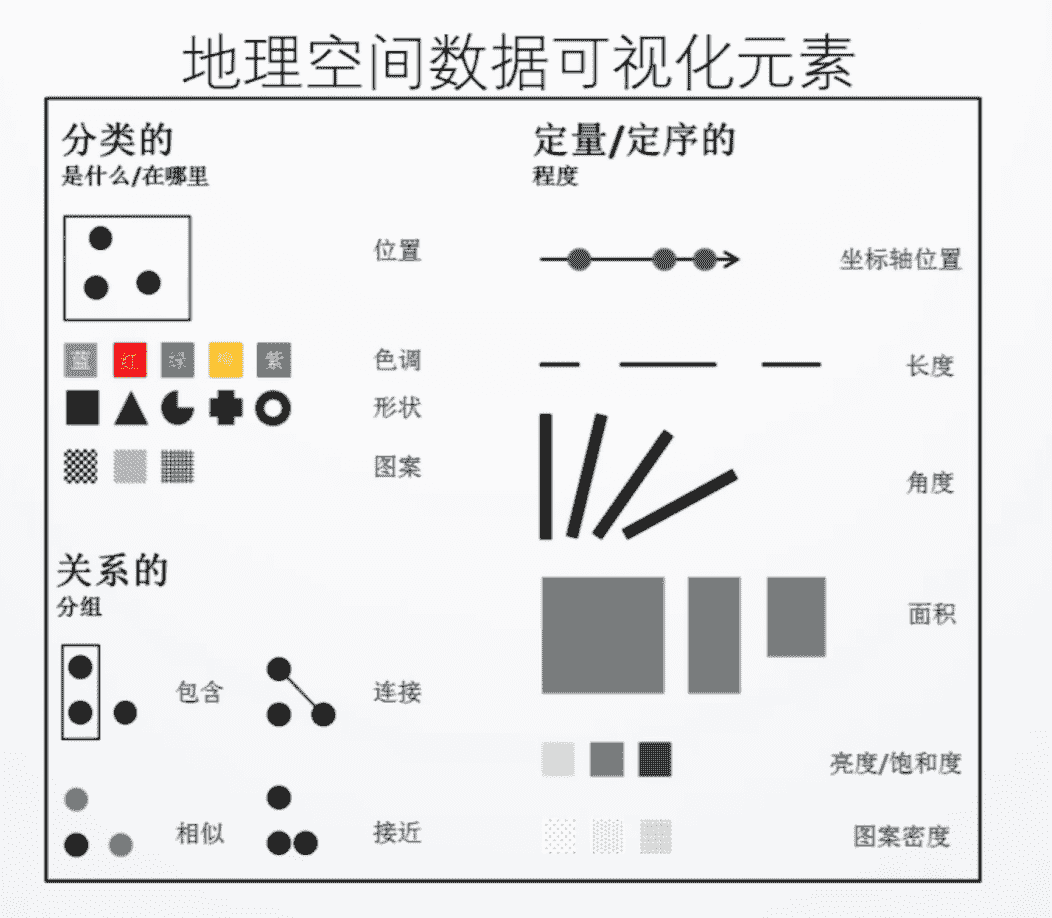 地理空间数据可视化元素
分类的
是什么/在哪里
位置
蓝 红 绿 紫
色调
形状
图案
关系的
分组
包含
连接
相似
接近
定量/定序的
程度
坐标轴位置
长度
角度
面积
亮度/饱和度
图案密度